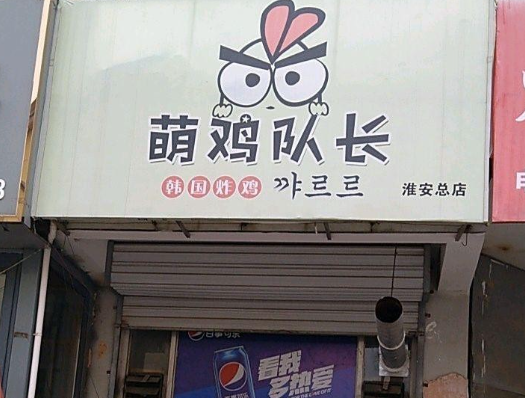 萌鸡队长
韩国炸鸡 꺄르르 淮安总店
百事可乐
看我
多热爱